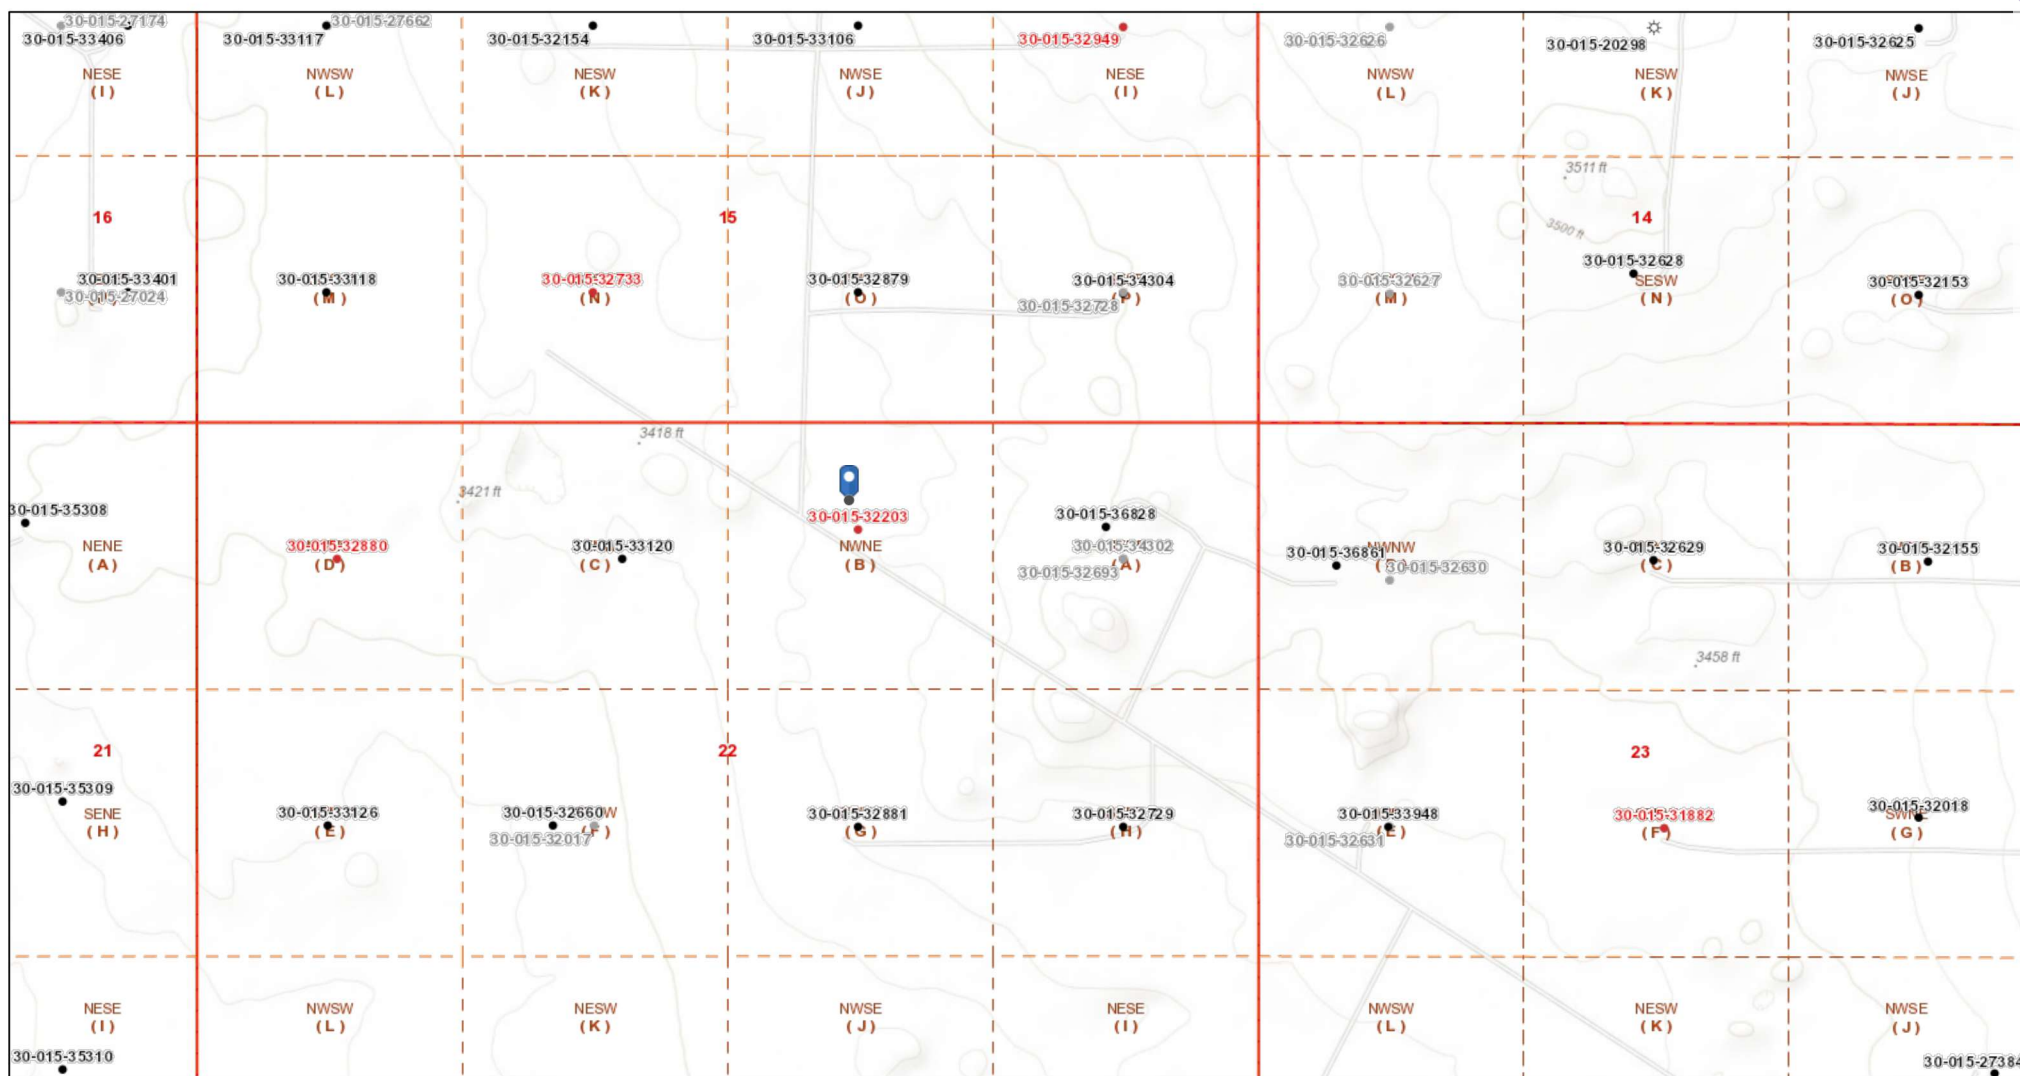 30-015-27174
30-015-27662
30-015-33406
30-015-33117
30-015-32154
30-015-33106
30-015-32949
30-015-32626
30-015-20298
30-015-32625
NESE
(I)
NWSW
(L)
NESW
(K)
NWSE
(J)
NESE
(I)
NWSW
(L)
NESW
(K)
NWSE
(J)
3511 ft
16
15
14
3500 ft
30-015-33401
30-015-27024
30-015-33118
(M)
30-015-32733
(N)
30-015-32879
(O)
30-015-34304
(P)
30-015-32728
30-015-32627
(M)
30-015-32628
SESW
(N)
30-015-32153
(O)
3418 ft
3421 ft
30-015-35308
NENE
(A)
30-015-32880
(D)
30-015-33120
(C)
30-015-32203
NWNE
(B)
30-015-36828
30-015-34302
(A)
30-015-32693
NWNW
30-015-36861
30-015-32630
30-015-32629
(C)
30-015-32155
(B)
3458 ft
21
22
23
30-015-35309
SENE
(H)
30-015-33126
(E)
30-015-32660
(F)
30-015-32017
30-015-32881
(G)
30-015-32729
(H)
30-015-33948
(E)
30-015-32631
30-015-31882
(F)
30-015-32018
(G)
NESE
(I)
NWSW
(L)
NESW
(K)
NWSE
(J)
NESE
(I)
NWSW
(L)
NESW
(K)
NWSE
(J)
30-015-35310
30-015-27384